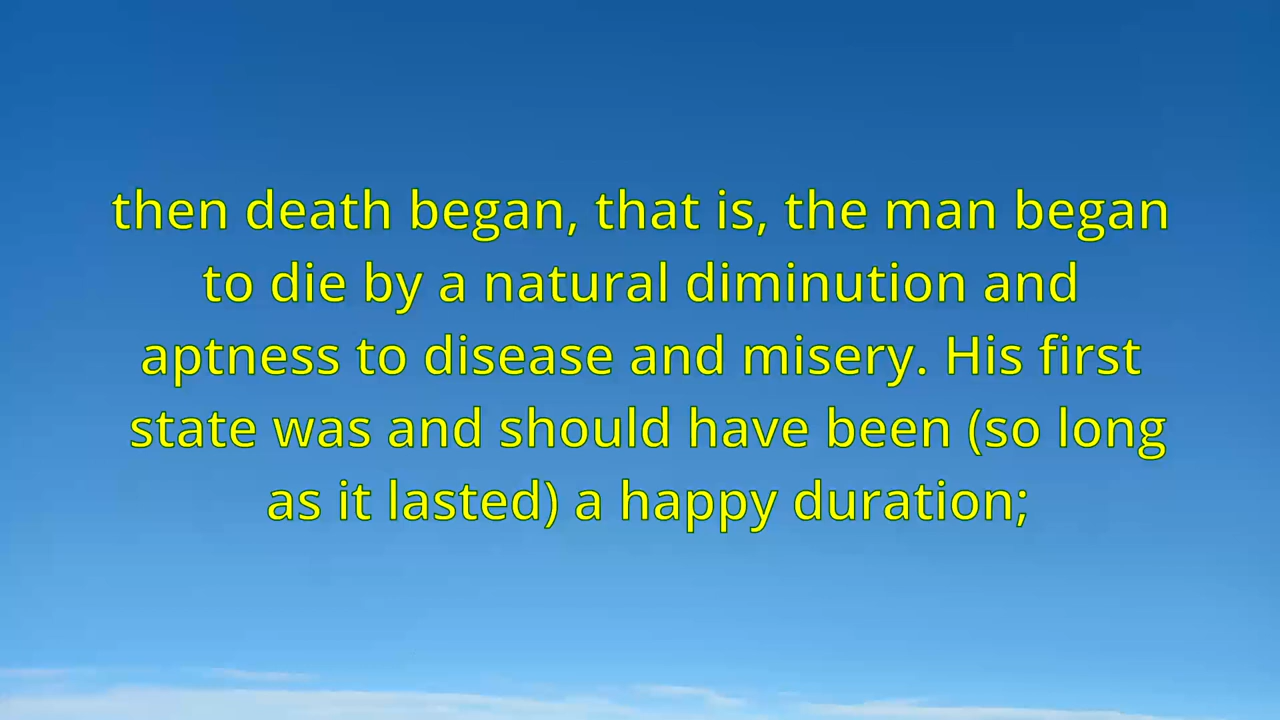 then death began, that is, the man began
to die by a natural diminution and
aptness to disease and misery. His first
state was and should have been (so long
as it lasted) a happy duration;